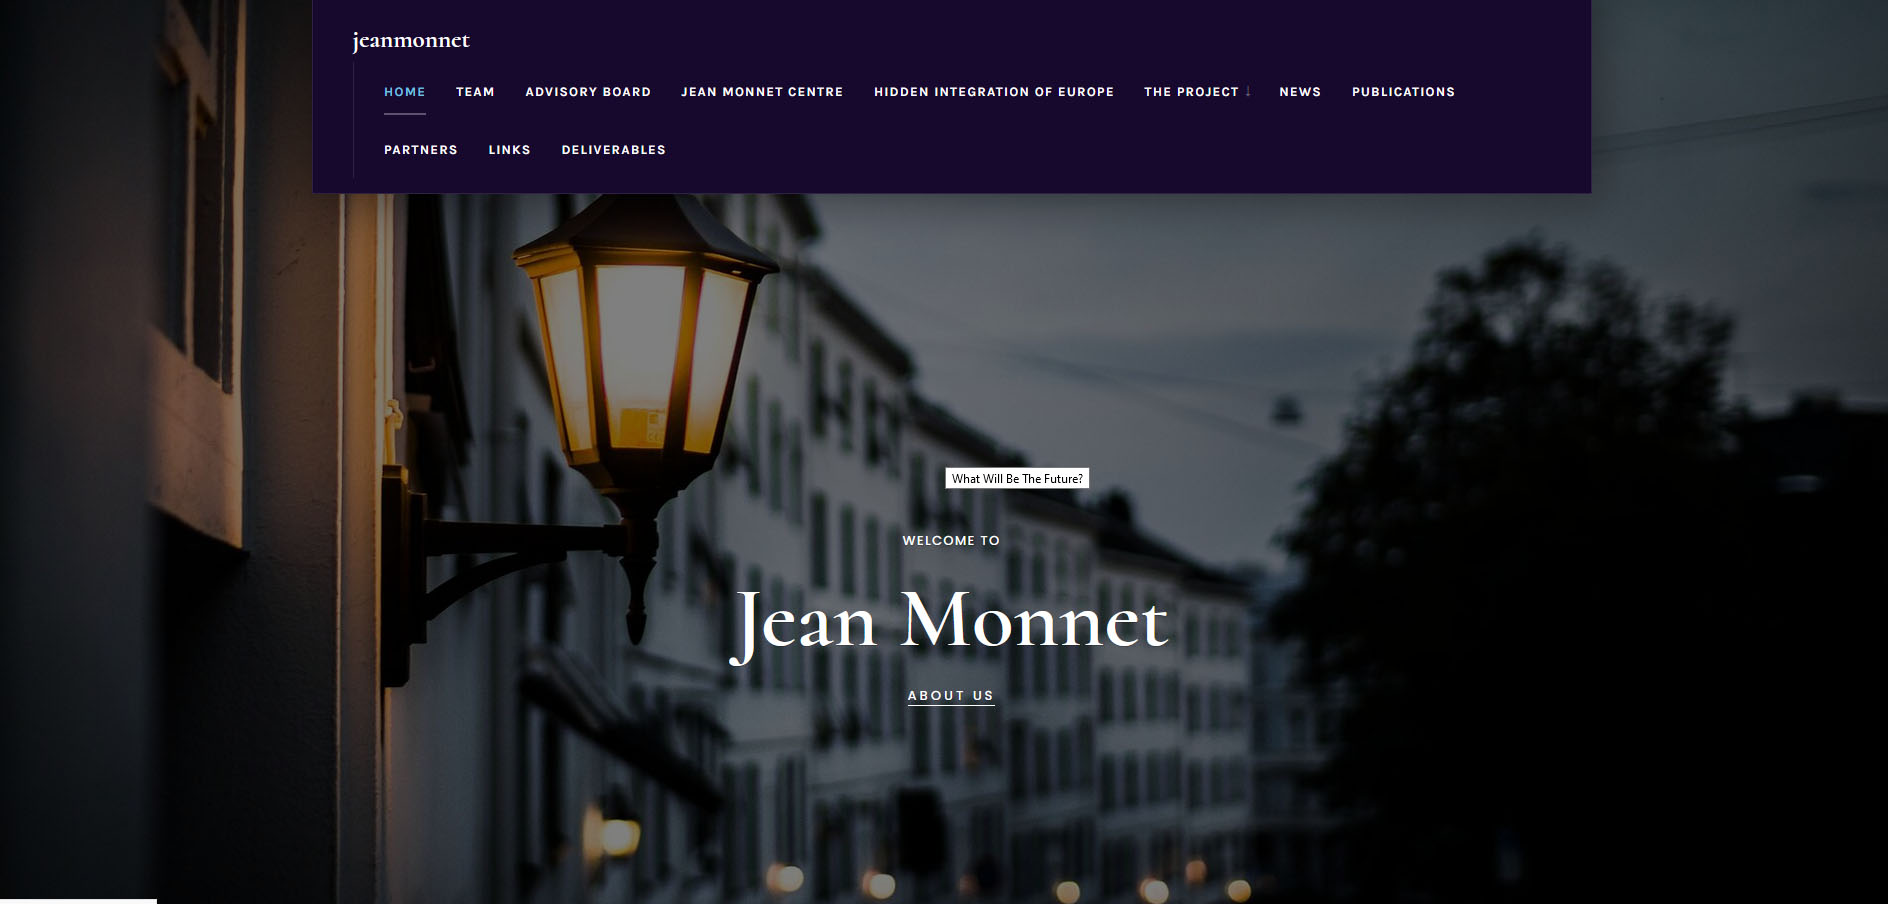 jeanmonnet
HOME TEAM ADVISORY BOARD JEAN MONNET CENTRE HIDDEN INTEGRATION OF EUROPE THE PROJECT ↓ NEWS PUBLICATIONS
PARTNERS LINKS DELIVERABLES
What Will Be The Future?
WELCOME TO
Jean Monnet
ABOUT US